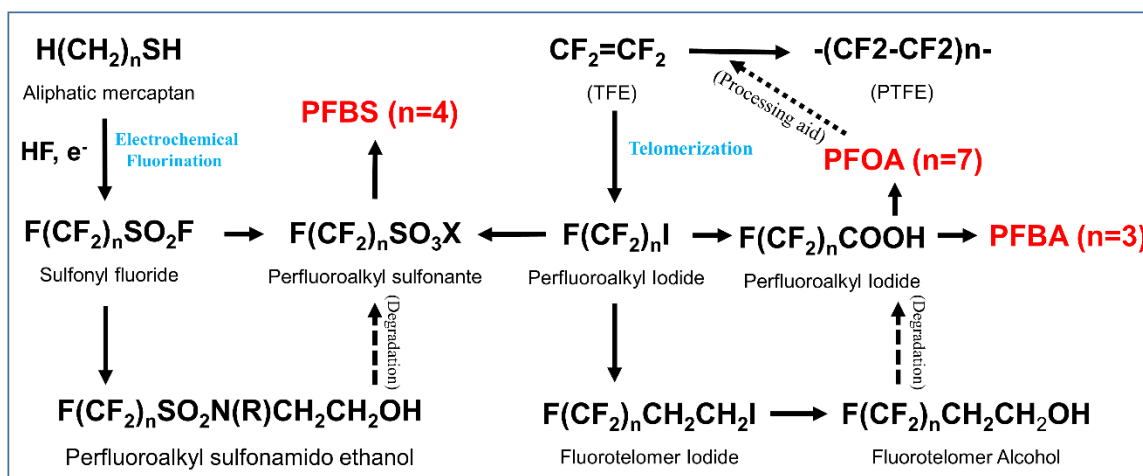 H(CH₂)ₙSH
Aliphatic mercaptan
HF, e⁻
Electrochemical
Fluorination
PFBS (n=4)
CF₂=CF₂
(TFE)
-(CF2-CF2)n-
(PTFE)
(Processing aid)
Telomerization
PFOA (n=7)
F(CF₂)ₙSO₂F
Sulfonyl fluoride
F(CF₂)ₙSO₃X
Perfluoroalkyl sulfonante
F(CF₂)ₙI
Perfluoroalkyl Iodide
F(CF₂)ₙCOOH
Perfluoroalkyl Iodide
PFBA (n=3)
(Degradation)
(Degradation)
F(CF₂)ₙSO₂N(R)CH₂CH₂OH
Perfluoroalkyl sulfonamido ethanol
F(CF₂)ₙCH₂CH₂I
Fluorotelomer Iodide
F(CF₂)ₙCH₂CH₂OH
Fluorotelomer Alcohol